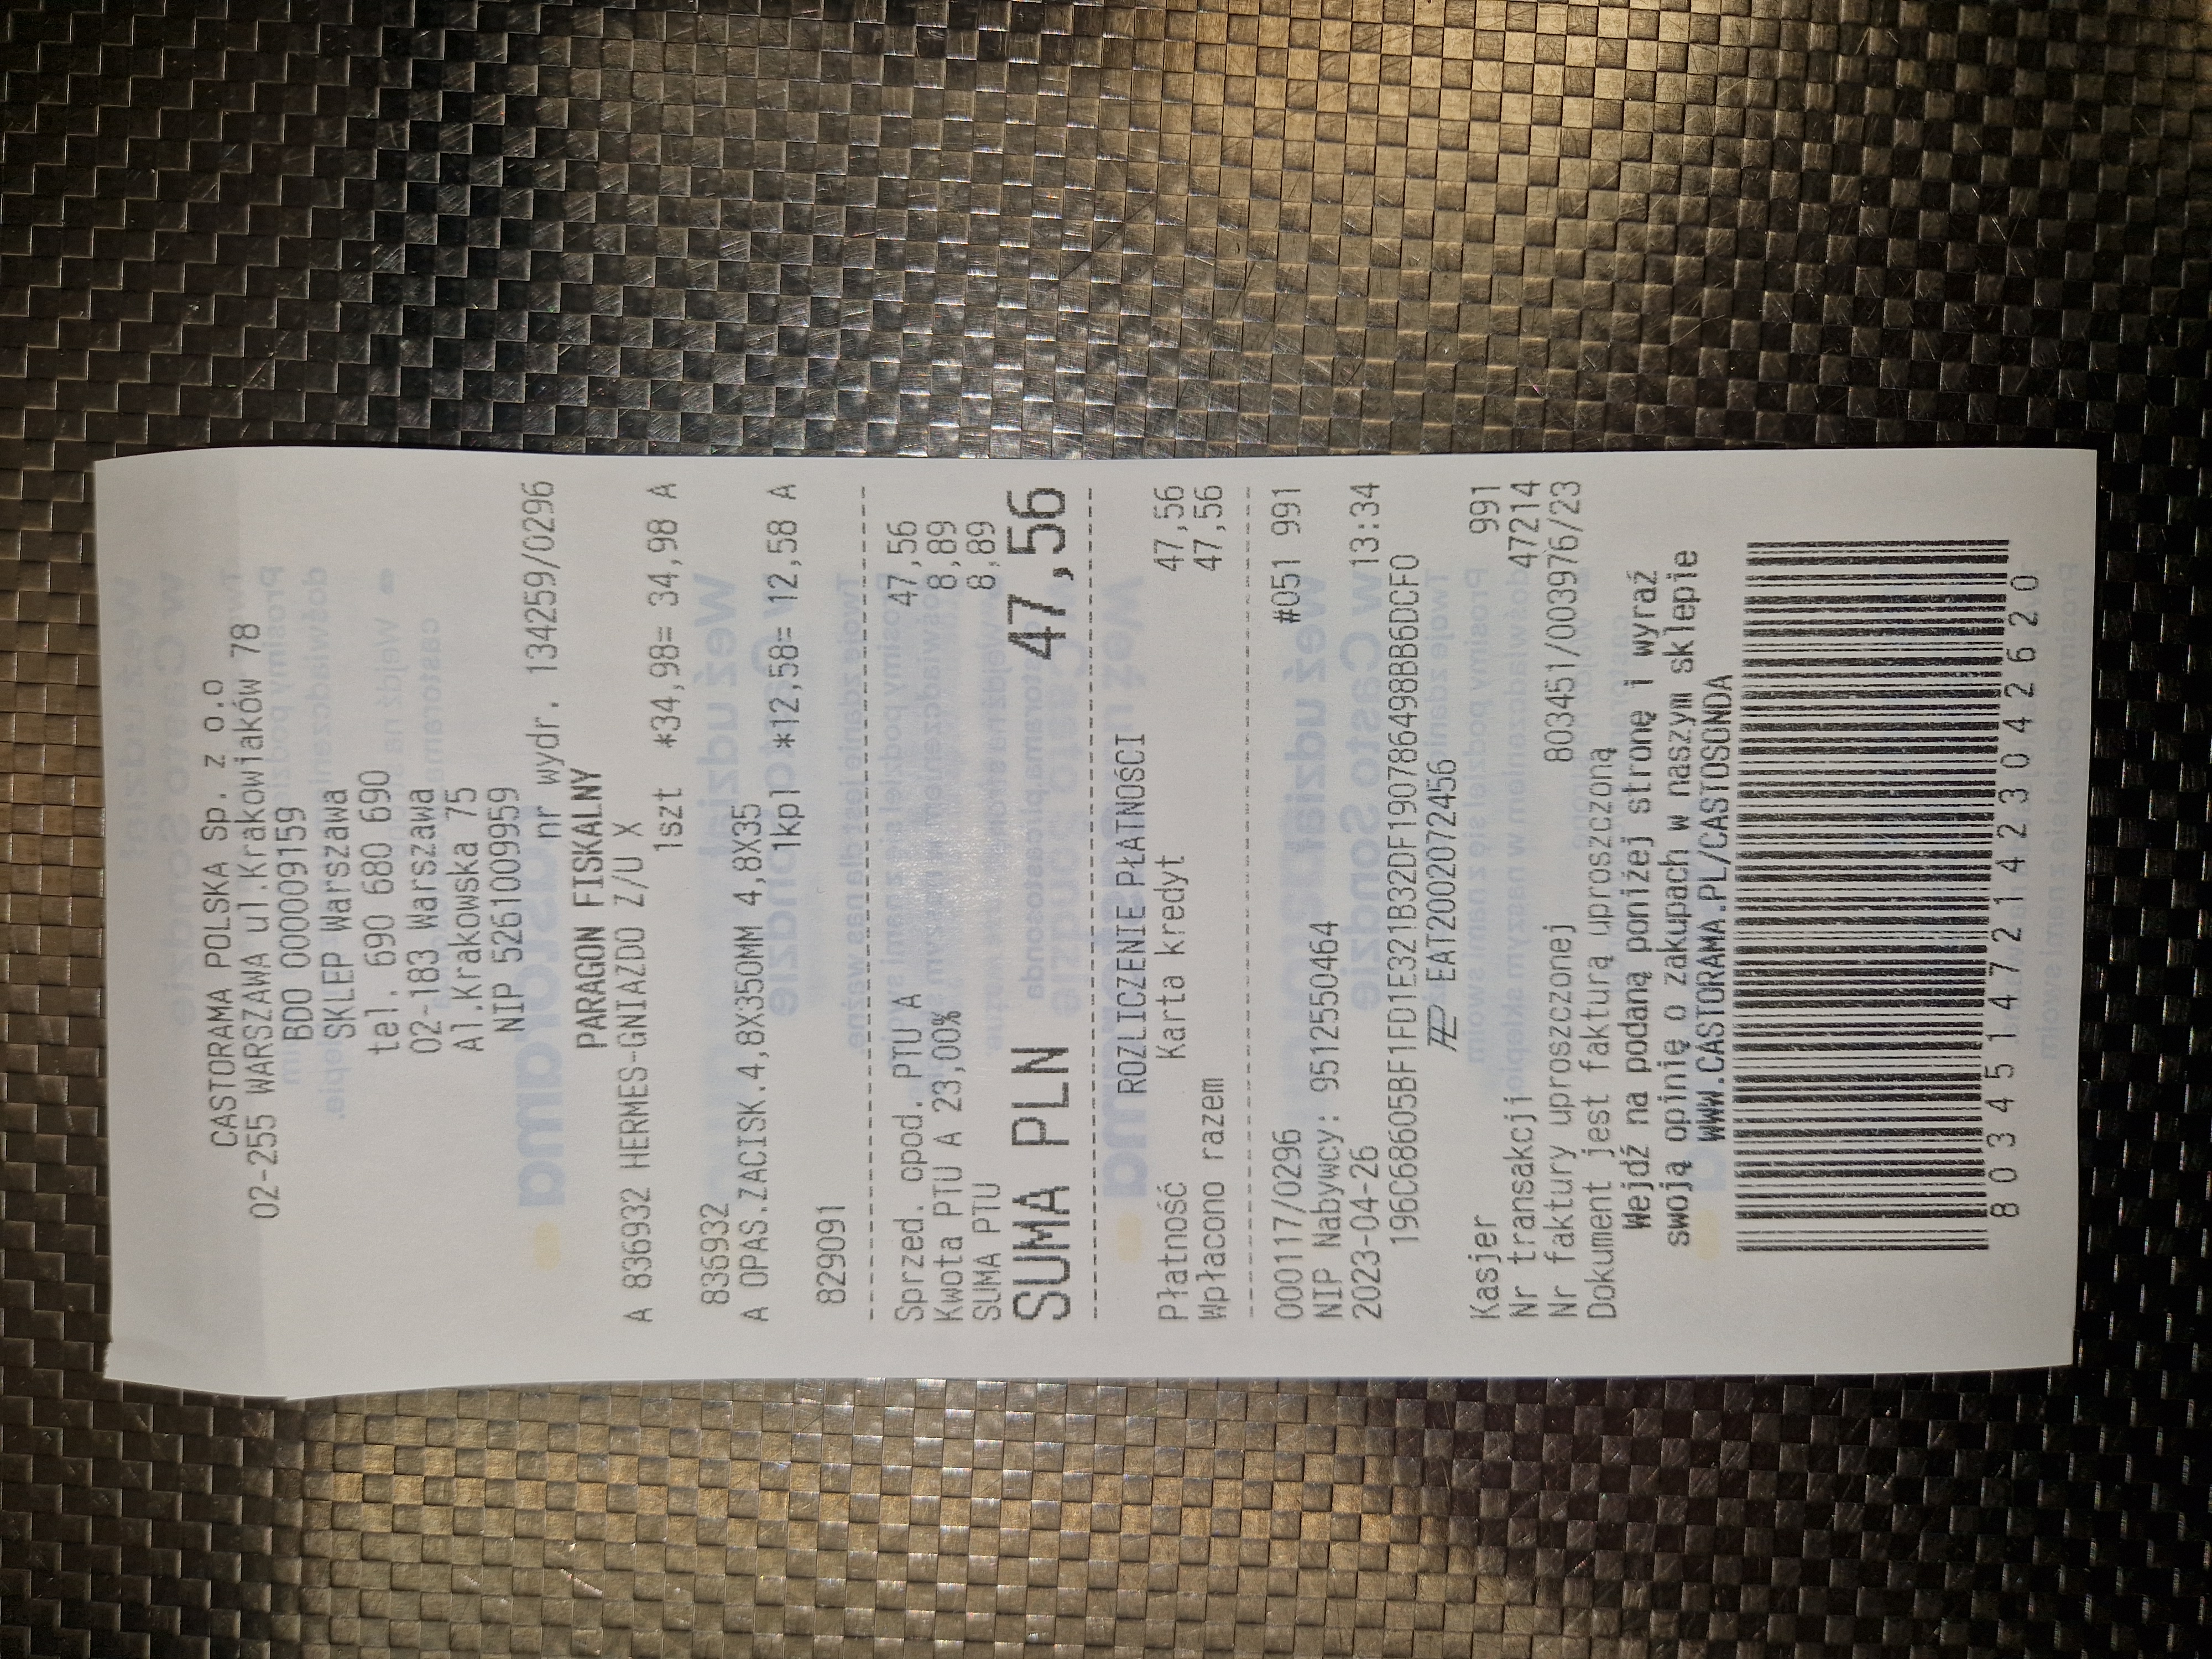 CASTORAMA POLSKA Sp. z o.o
02-255 WARSZAWA ul.Krakowiaków 78
BDO 000009159
SKLEP Warszawa
tel. 690 680 690
02-183 Warszawa
Al.Krakowska 75
NIP 5261009959
nr wydr. 134259/0296
PARAGON FISKALNY
A 836932 HERMES-GNIAZDO Z/U X
1szt *34,98= 34,98 A
836932
A OPAS.ZACISK.4,8X350MM 4,8X35
1kpl *12,58= 12,58 A
829091
Sprzed. opod. PTU A 47,56
Kwota PTU A 23,00% 8,89
SUMA PTU 8,89
SUMA PLN 47,56
ROZLICZENIE PŁATNOŚCI
Płatność Karta kredyt 47,56
Wpłacono razem 47,56
000117/0296 #051 991
NIP Nabywcy: 9512550464
2023-04-26 13:34
196C68605BF1FD1E321B32DF190786498BB6DCF0
EAT2002072456
Kasjer 991
Nr transakcji 47214
Nr faktury uproszczonej 803451/003976/23
Dokument jest fakturą uproszczoną
Wejdź na podaną poniżej stronę i wyraź
swoją opinię o zakupach w naszym sklepie
WWW.CASTORAMA.PL/CASTOSONDA
8034514721423042620